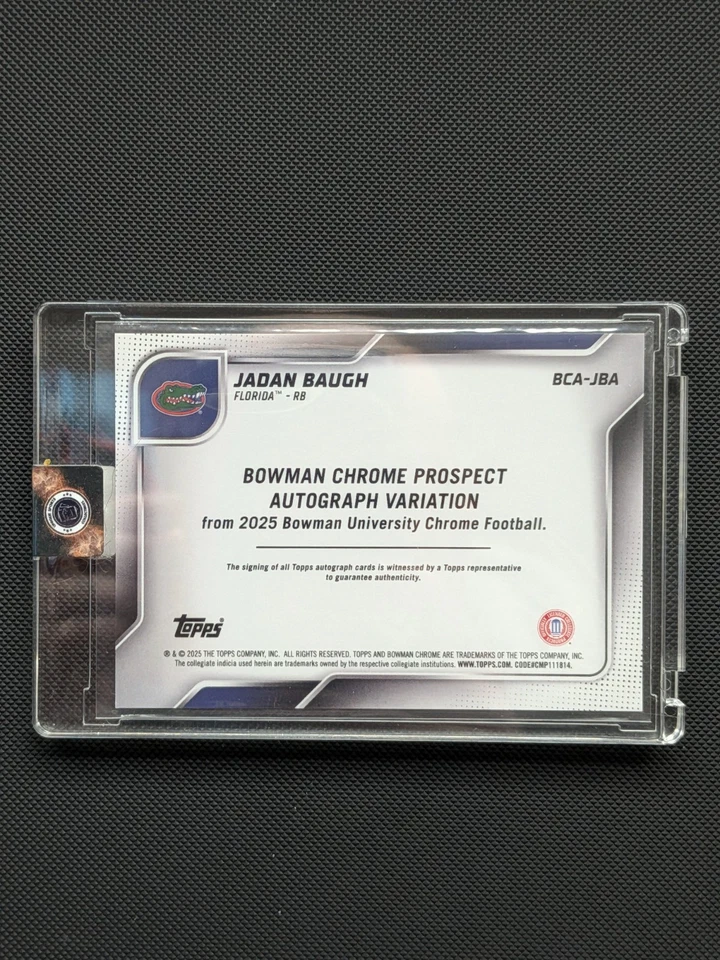 JADAN BAUGH
FLORIDA™ - RB
BCA-JBA
BOWMAN CHROME PROSPECT
AUTOGRAPH VARIATION
from 2025 Bowman University Chrome Football.
The signing of all Topps autograph cards is witnessed by a Topps representative
to guarantee authenticity.
topps
® & © 2025 THE TOPPS COMPANY, INC. ALL RIGHTS RESERVED. TOPPS AND BOWMAN CHROME ARE TRADEMARKS OF THE TOPPS COMPANY, INC.
The collegiate indicia used herein are trademarks owned by the respective collegiate institutions. WWW.TOPPS.COM. CODE#CMP111814.